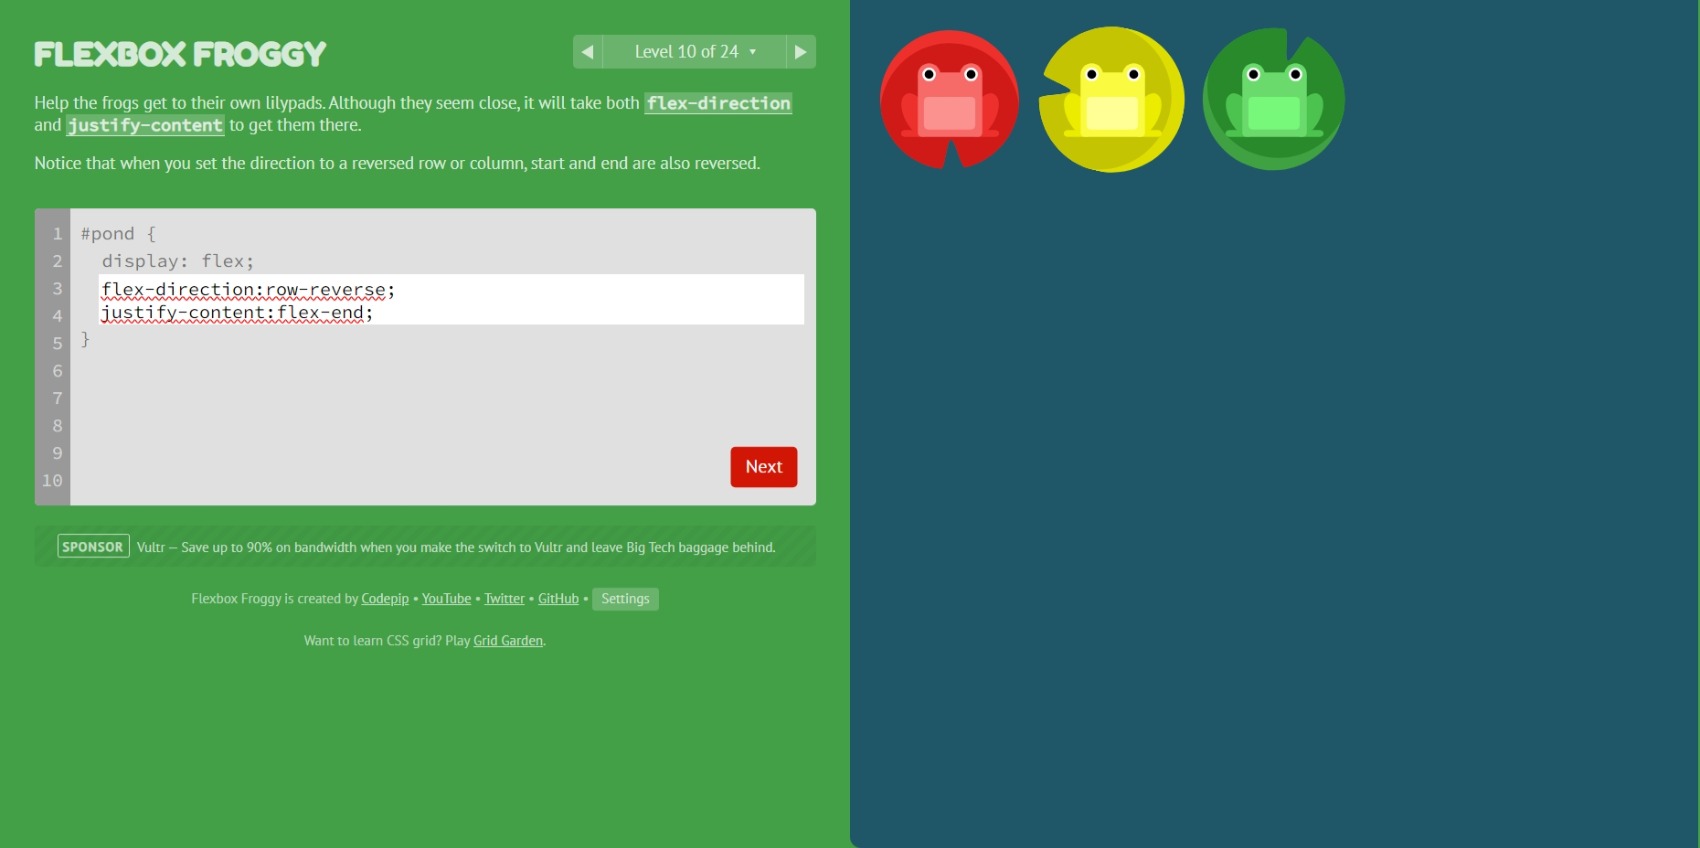 FLEXBOX FROGGY
◀ Level 10 of 24 ▼ ▶
Help the frogs get to their own lilypads. Although they seem close, it will take both flex-direction
and justify-content to get them there.
Notice that when you set the direction to a reversed row or column, start and end are also reversed.
1 #pond {
2 display: flex;
3 flex-direction:row-reverse;
4 justify-content:flex-end;
5 }
6
7
8
9
10
Next
SPONSOR Vultr — Save up to 90% on bandwidth when you make the switch to Vultr and leave Big Tech baggage behind.
Flexbox Froggy is created by Codepip • YouTube • Twitter • GitHub • Settings
Want to learn CSS grid? Play Grid Garden.